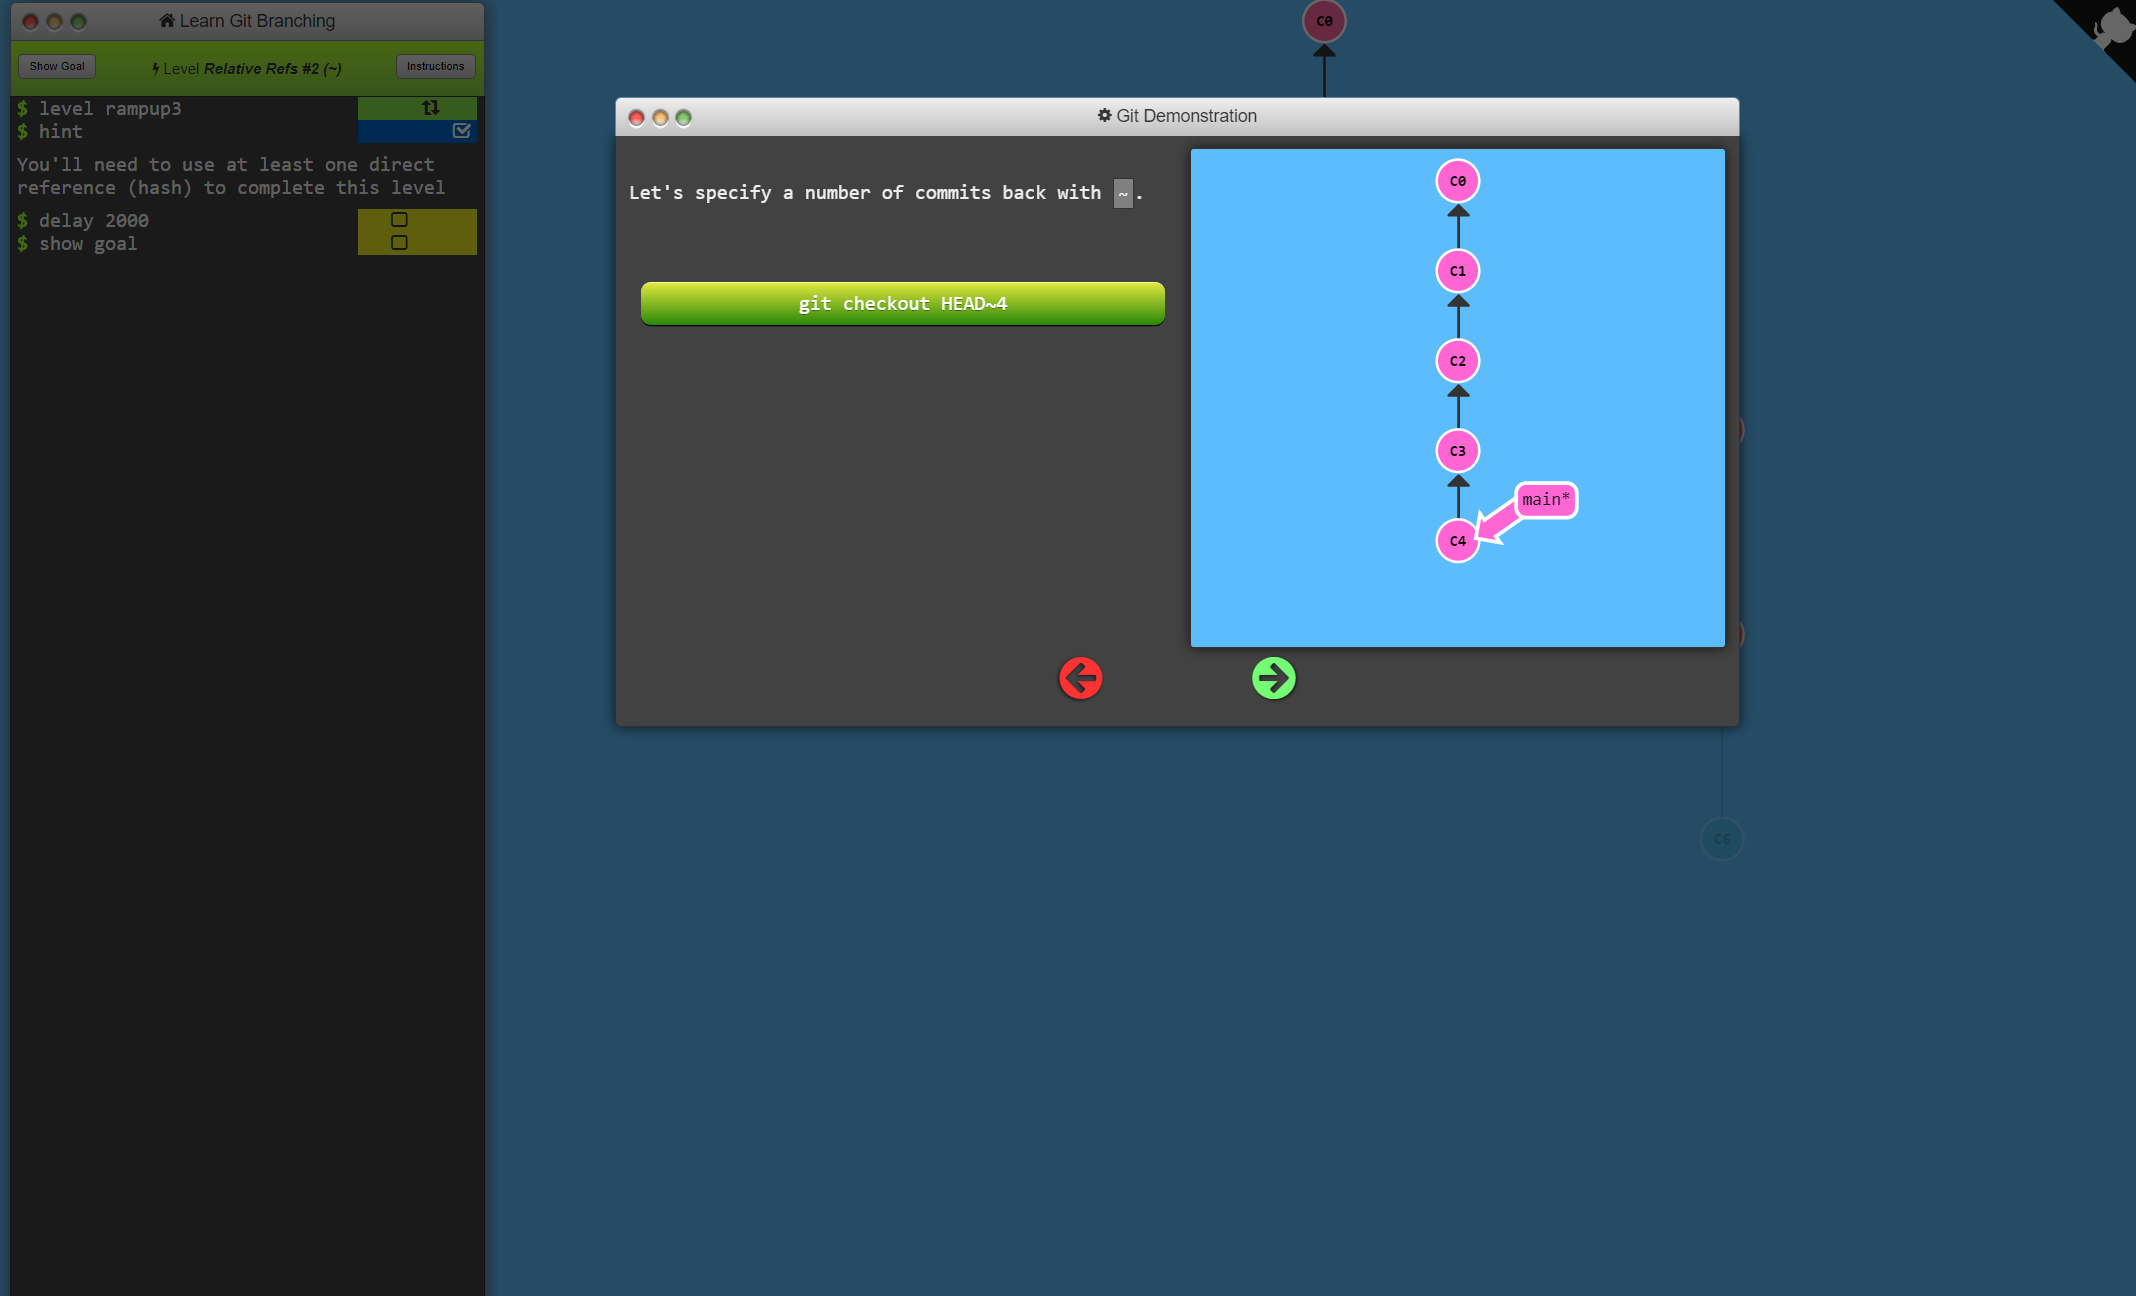 Learn Git Branching
Show Goal
Level Relative Refs #2 (~)
Instructions
$ level rampup3
$ hint
You'll need to use at least one direct
reference (hash) to complete this level
$ delay 2000
$ show goal
C0
Git Demonstration
Let's specify a number of commits back with ~.
git checkout HEAD~4
C0
C1
C2
C3
main*
C4
C6